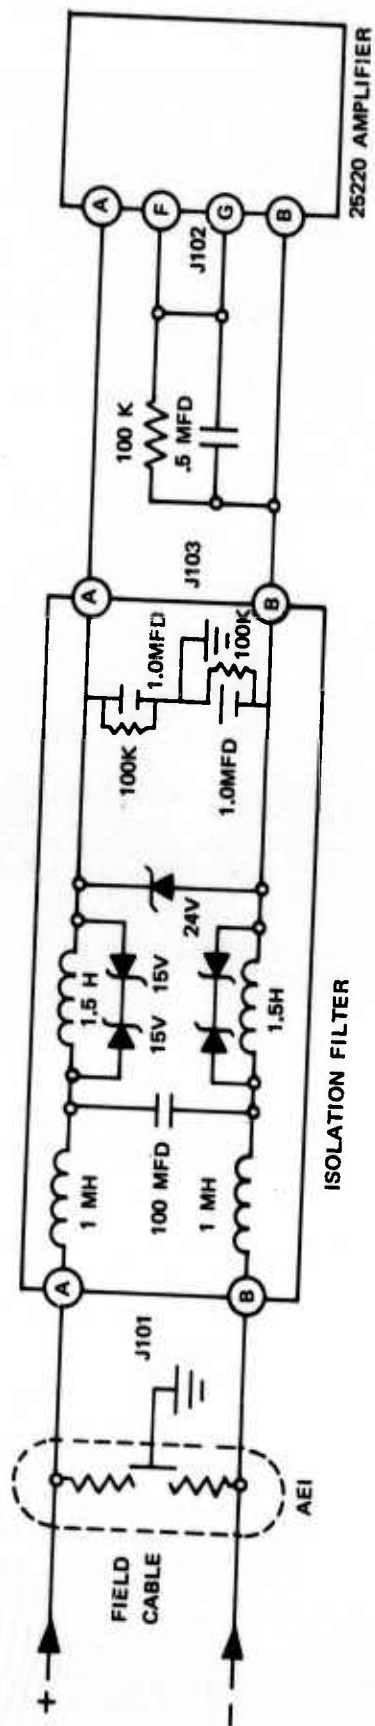 +
−
FIELD
CABLE
AEI
J101
A
B
1 MH
1 MH
100 MFD
1.5 H
15V
15V
1.5H
24V
100K
1.0MFD
1.0MFD
100K
ISOLATION FILTER
A
B
J103
100 K
.5 MFD
J102
A
F
G
B
25220 AMPLIFIER